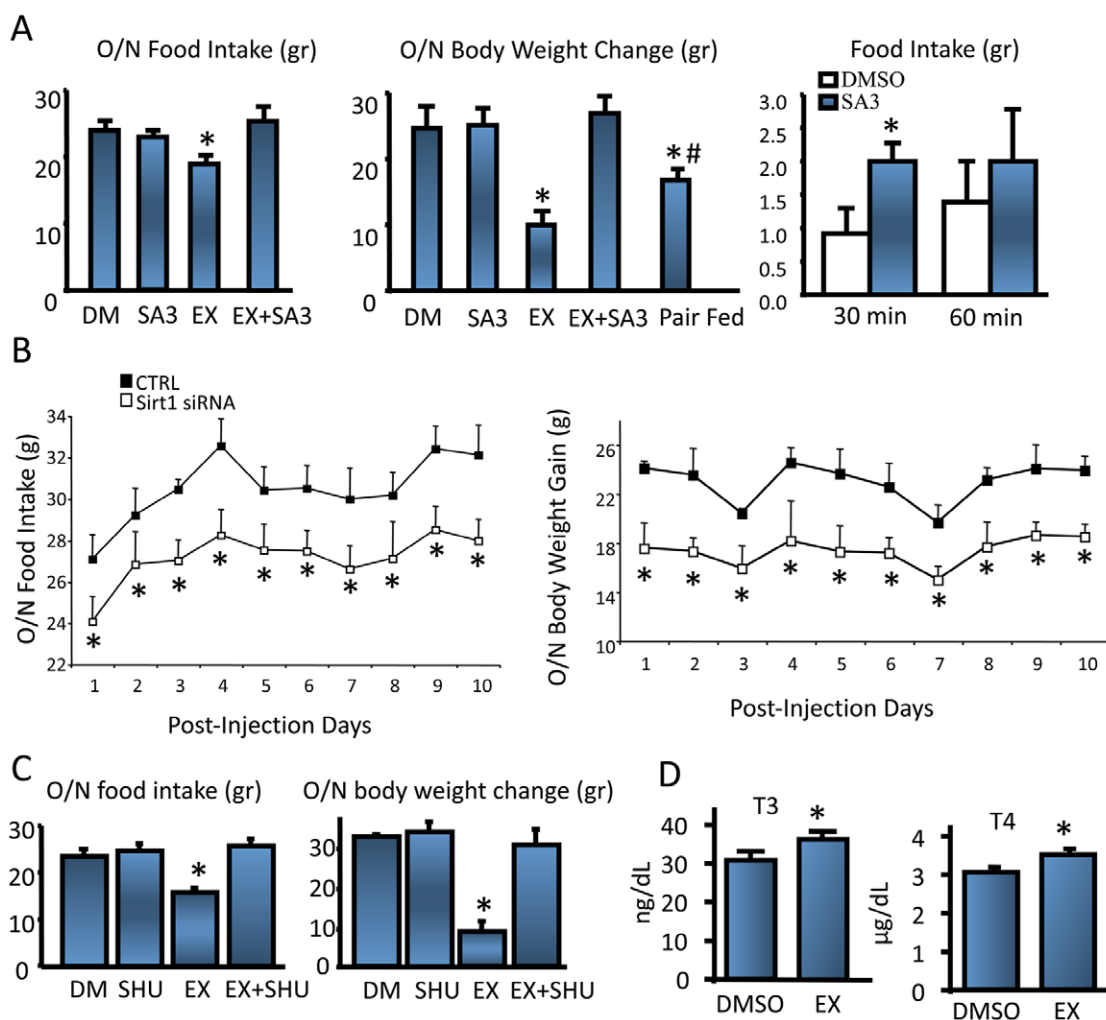 A
O/N Food Intake (gr)
30
20
10
0
*
DM SA3 EX EX+SA3
O/N Body Weight Change (gr)
30
20
10
0
*
*#
DM SA3 EX EX+SA3 Pair Fed
Food Intake (gr)
DMSO
SA3
3.0
2.5
2.0
1.5
1.0
0.5
0.0
*
30 min 60 min
B
CTRL
Sirt1 siRNA
O/N Food Intake (g)
34
32
30
28
26
24
22
* * * * * * * * * *
1 2 3 4 5 6 7 8 9 10
Post-Injection Days
O/N Body Weight Gain (g)
26
22
18
14
10
* * * * * * * * * *
1 2 3 4 5 6 7 8 9 10
Post-Injection Days
C
O/N food intake (gr)
30
20
10
0
*
DM SHU EX EX+SHU
O/N body weight change (gr)
30
20
10
0
*
DM SHU EX EX+SHU
D
T3
*
ng/dL
40
30
40
0
DMSO EX
T4
*
µg/dL
4
3
2
1
0
DMSO EX